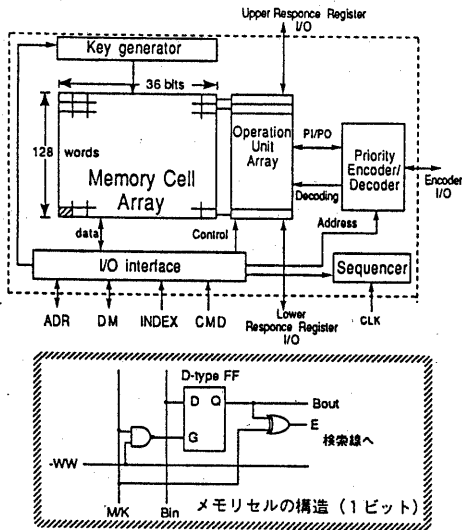 Upper Responce Register
I/O
Key generator
36 bits
128 words
Memory Cell
Array
Operation
Unit
Array
PI/PO
Decoding
Priority
Encoder/
Decoder
Encoder
I/O
data
Control
Address
I/O interface
Sequencer
ADR
DM
INDEX
CMD
Lower
Responce Register
I/O
CLK
D-type FF
D Q
G
Bout
E
検索線へ
-WW
M/K
Bin
メモリセルの構造（1ビット）